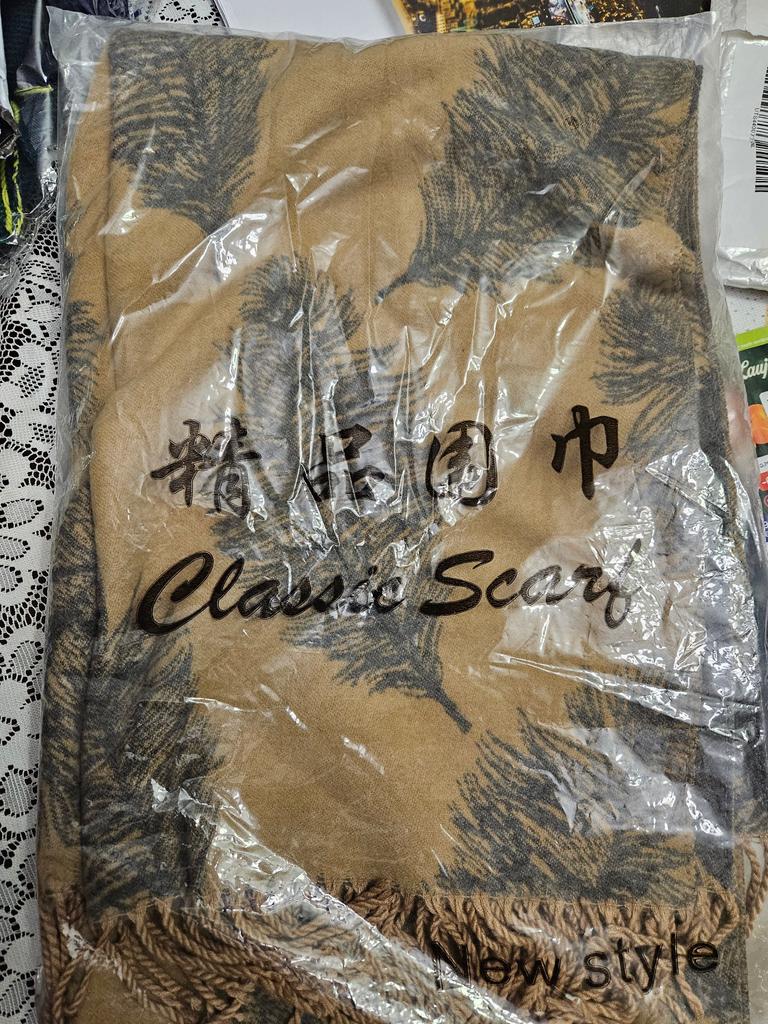 精品围巾
Classic Scarf
New style